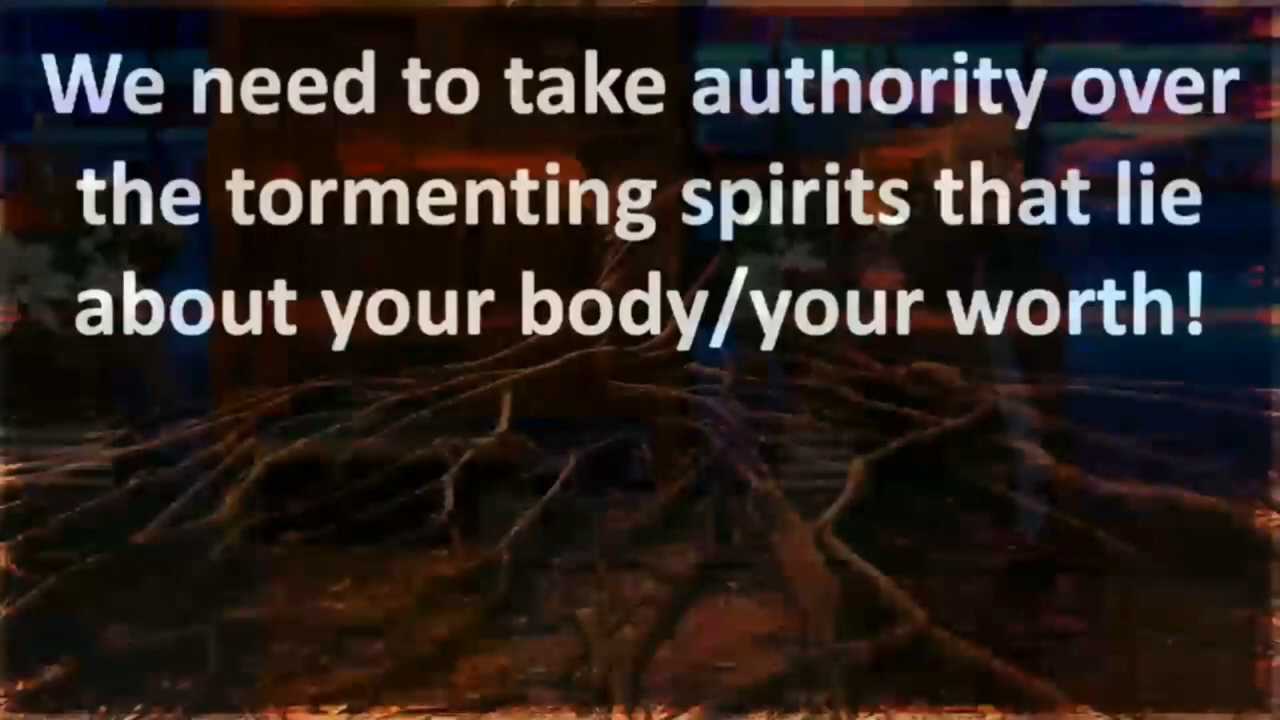 We need to take authority over
the tormenting spirits that lie
about your body/your worth!